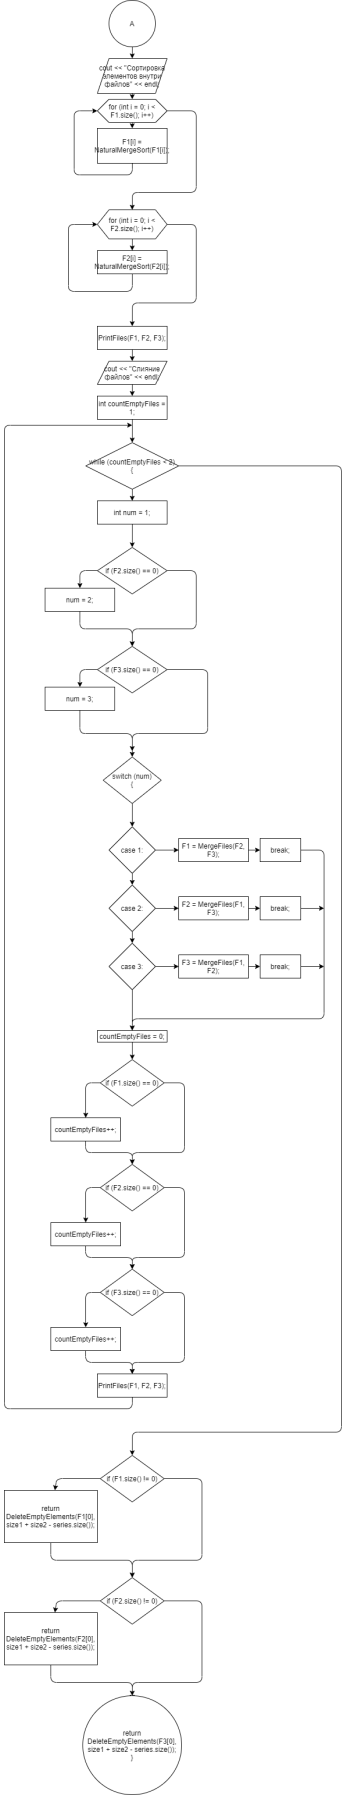 A
cout << "Сортировка
элементов внутри
файлов" << endl;
for (int i = 0; i <
F1.size(); i++)
F1[i] =
NaturalMergeSort(F1[i]);
for (int i = 0; i <
F2.size(); i++)
F2[i] =
NaturalMergeSort(F2[i]);
PrintFiles(F1, F2, F3);
cout << "Слияние
файлов" << endl;
int countEmptyFiles =
1;
while (countEmptyFiles < 2)
{
int num = 1;
if (F2.size() == 0)
num = 2;
if (F3.size() == 0)
num = 3;
switch (num)
{
case 1:
F1 = MergeFiles(F2,
F3);
break;
case 2:
F2 = MergeFiles(F1,
F3);
break;
case 3:
F3 = MergeFiles(F1,
F2);
break;
countEmptyFiles = 0;
if (F1.size() == 0)
countEmptyFiles++;
if (F2.size() == 0)
countEmptyFiles++;
if (F3.size() == 0)
countEmptyFiles++;
PrintFiles(F1, F2, F3);
if (F1.size() != 0)
return
DeleteEmptyElements(F1[0],
size1 + size2 - series.size());
if (F2.size() != 0)
return
DeleteEmptyElements(F2[0],
size1 + size2 - series.size());
return
DeleteEmptyElements(F3[0],
size1 + size2 - series.size());
}